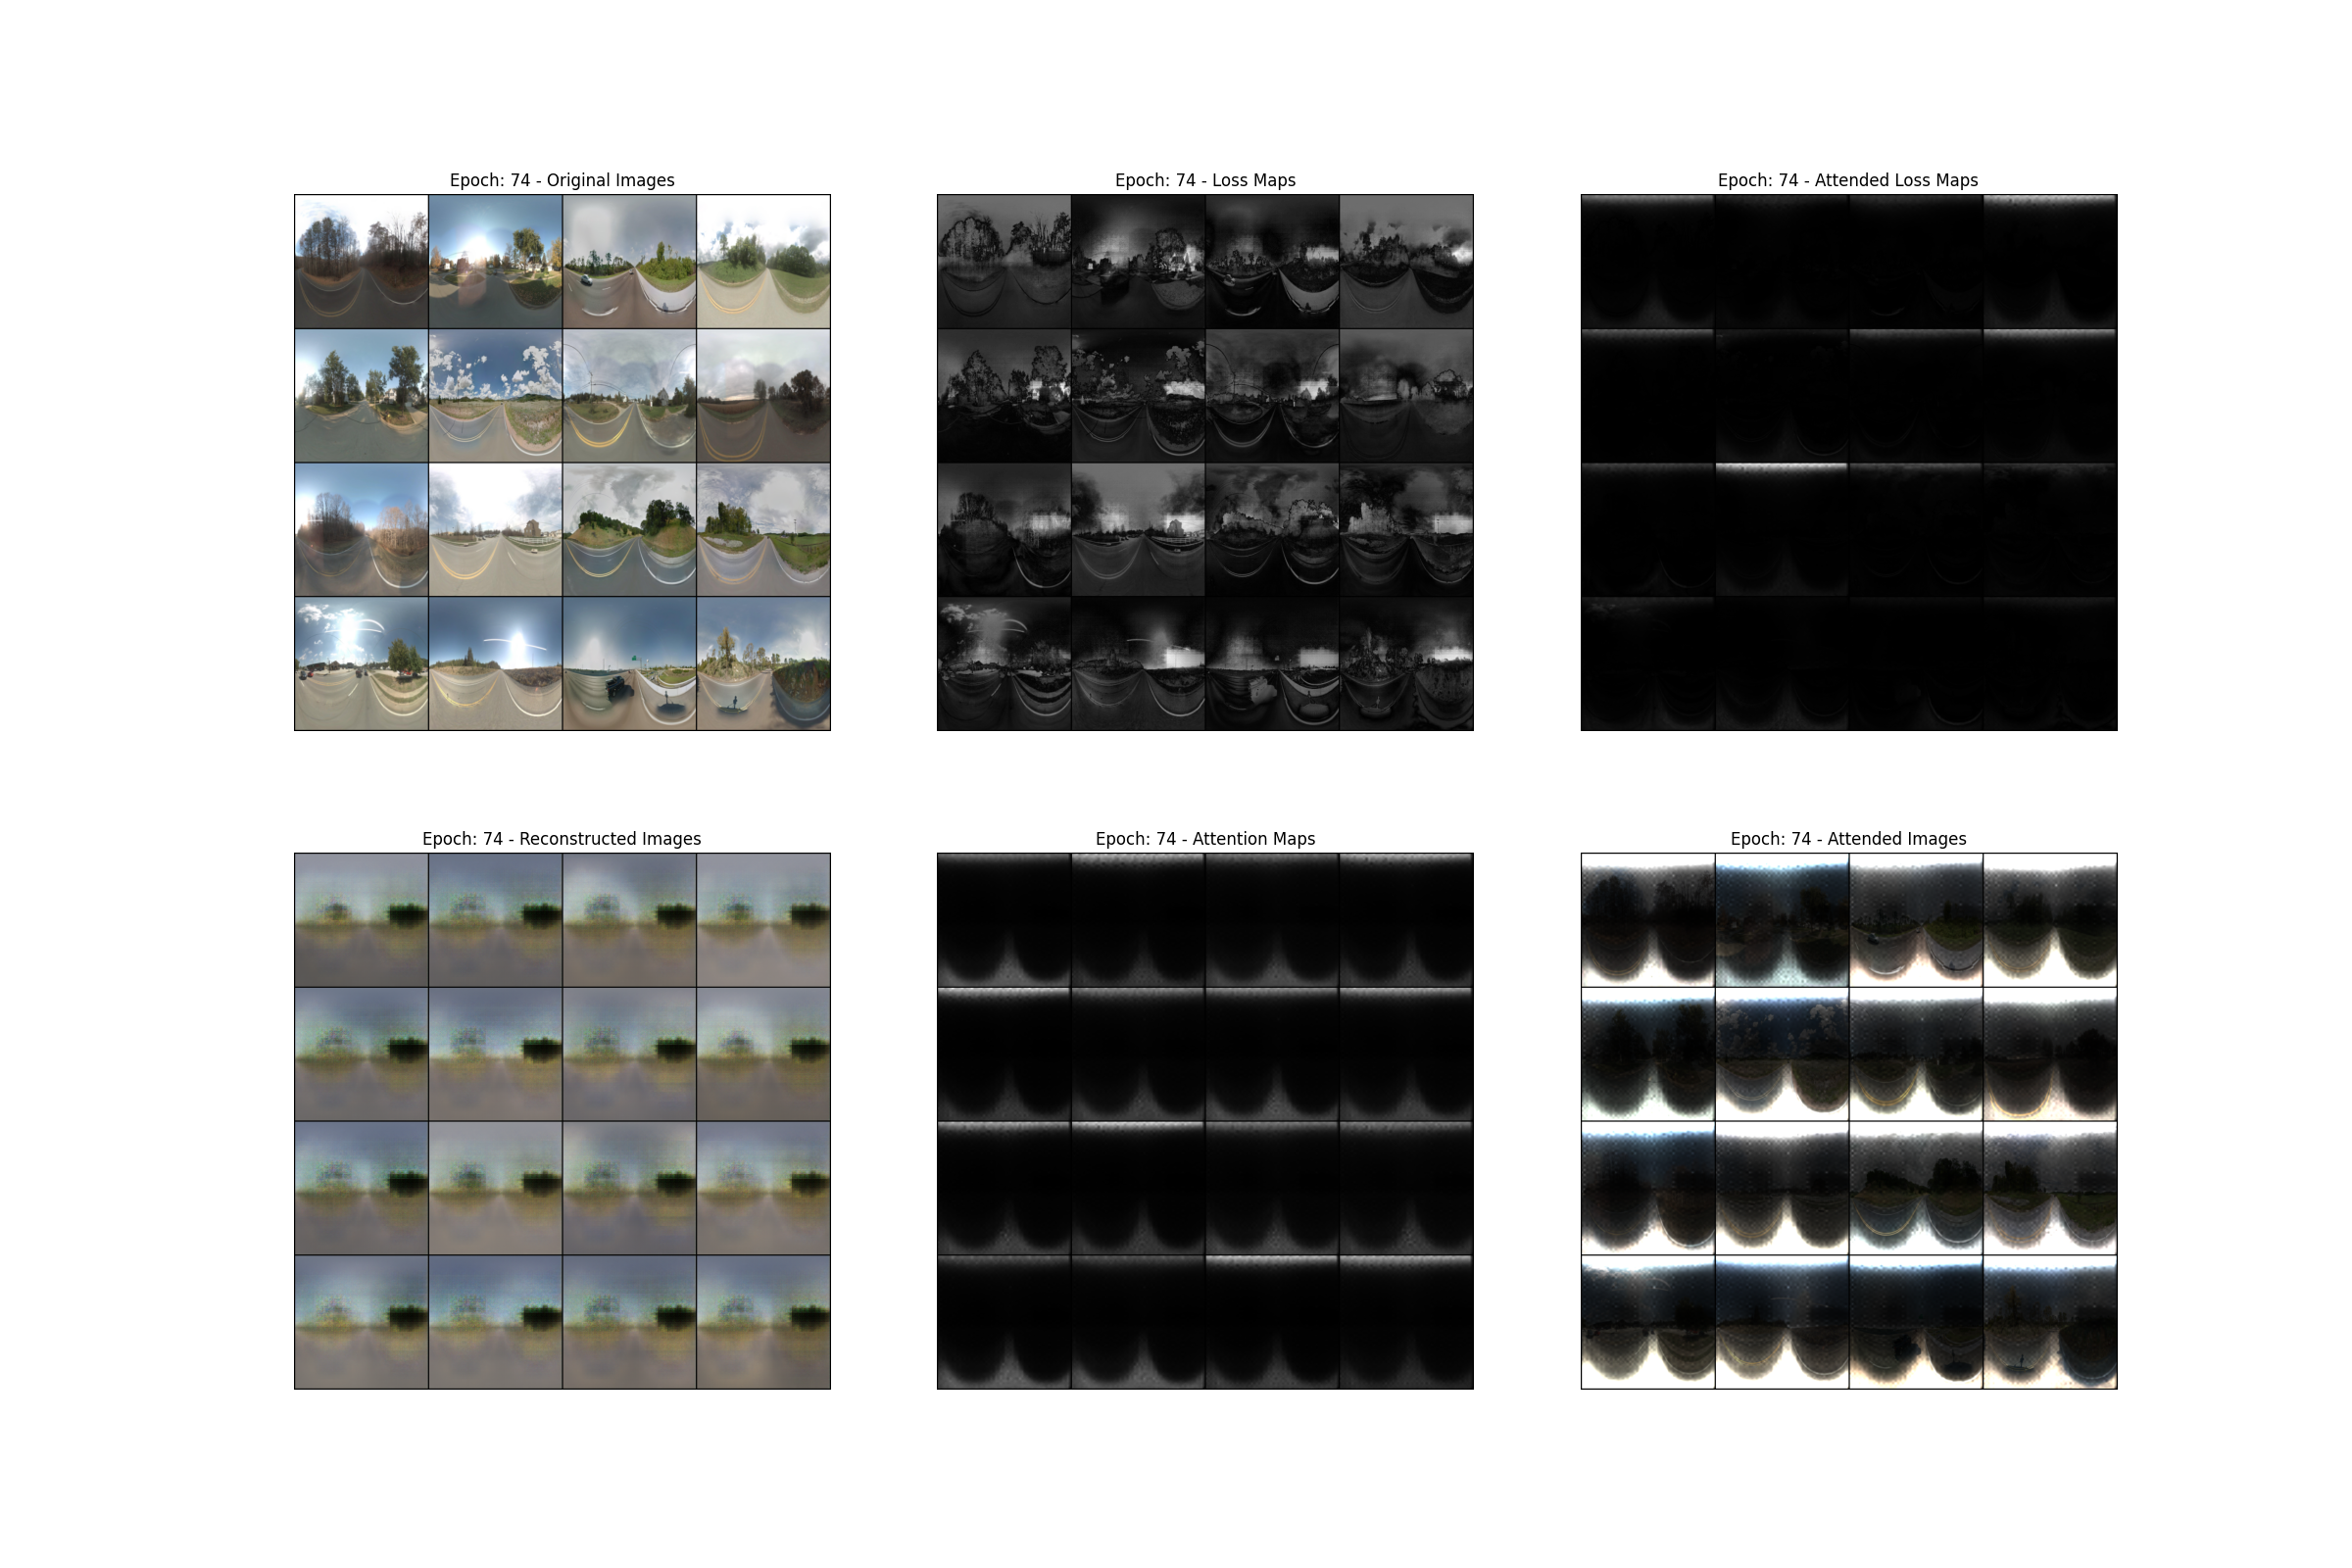 Epoch: 74 - Original Images
Epoch: 74 - Loss Maps
Epoch: 74 - Attended Loss Maps
Epoch: 74 - Reconstructed Images
Epoch: 74 - Attention Maps
Epoch: 74 - Attended Images